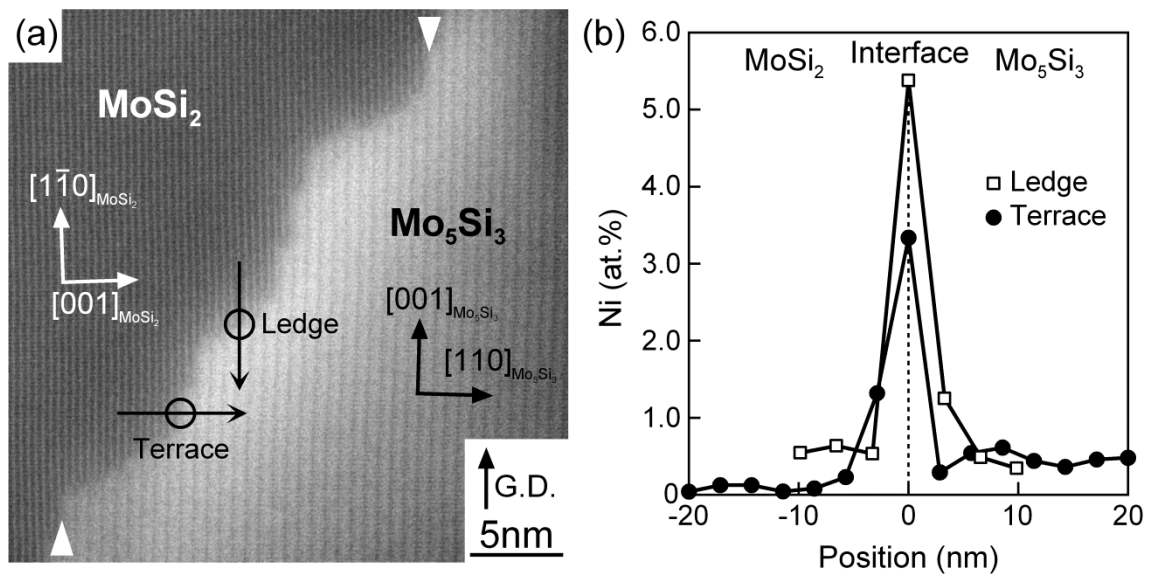 (a)
MoSi₂
[11̄0]MoSi₂
[001]MoSi₂
Mo₅Si₃
[001]Mo₅Si₃
[110]Mo₅Si₃
Ledge
Terrace
G.D.
5nm
(b)
6.0
5.0
4.0
3.0
2.0
1.0
0
Ni (at.%)
MoSi₂
Interface
Mo₅Si₃
Ledge
Terrace
-20
-10
0
10
20
Position (nm)